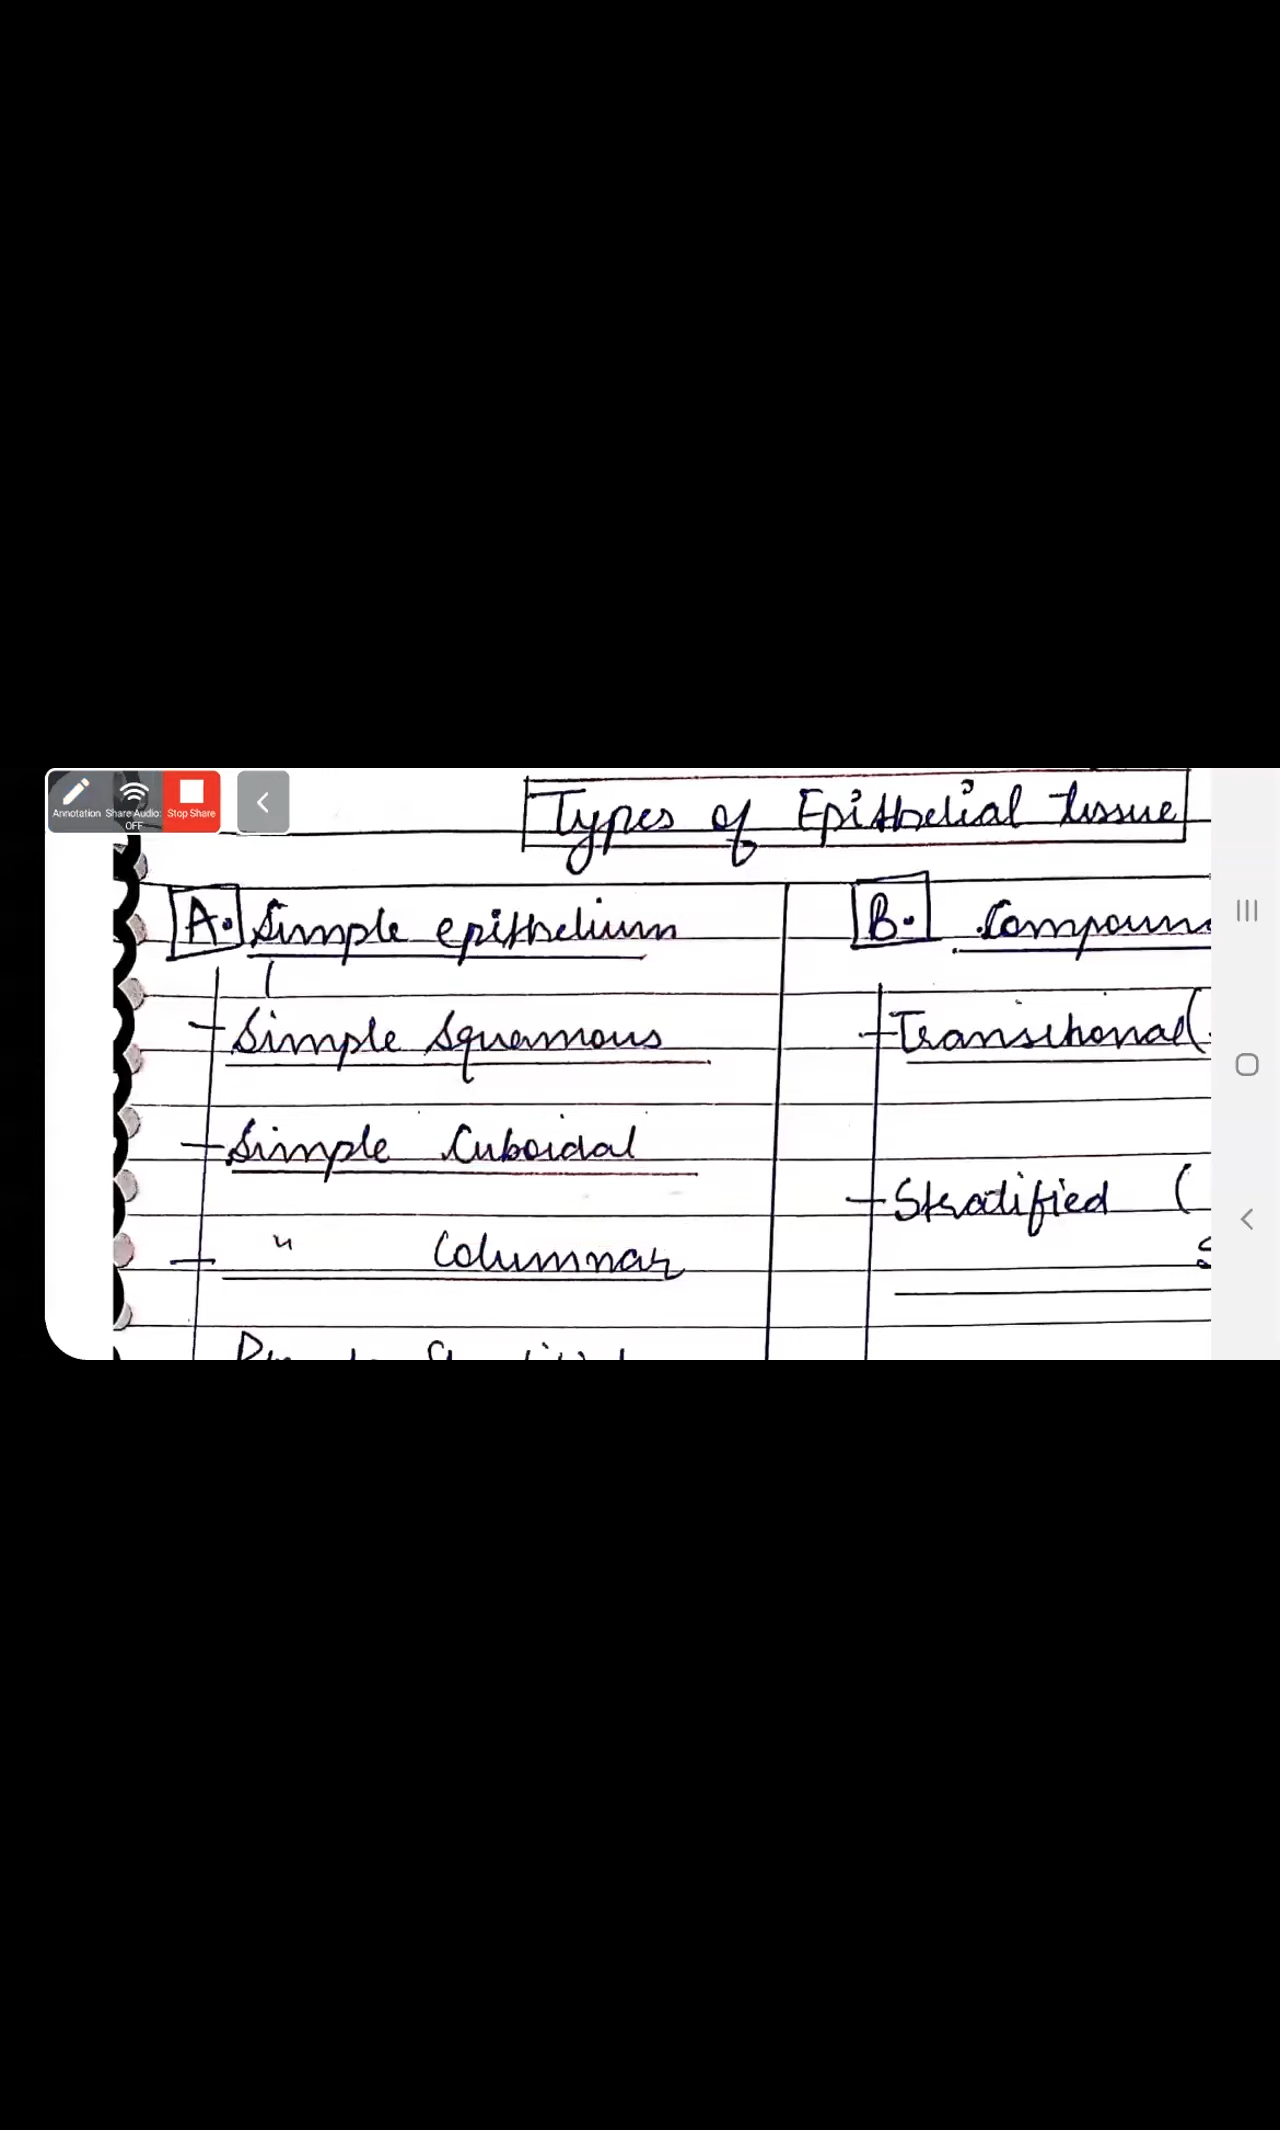 Annotation Share Audio: OFF Stop Share
Types of Epithelial tissue
A. Simple epithelium
B. Compoun
Simple Squamous
Transitional (
Simple Cuboidal
Stratified (
" Columnar